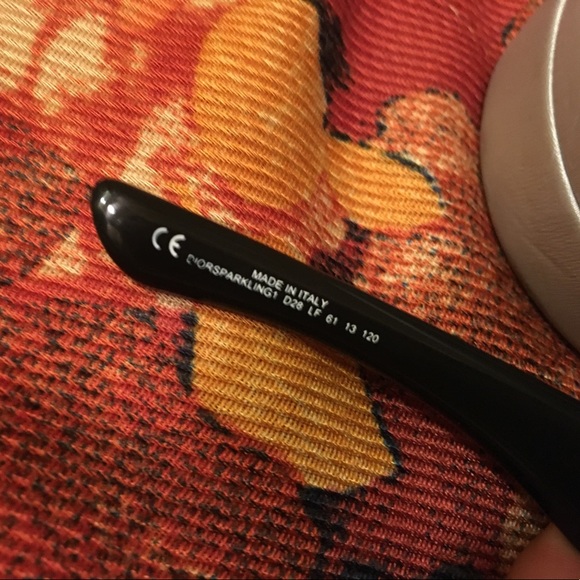 CE
MADE IN ITALY
DIORSPARKLING1 D28 LF 61 13 120